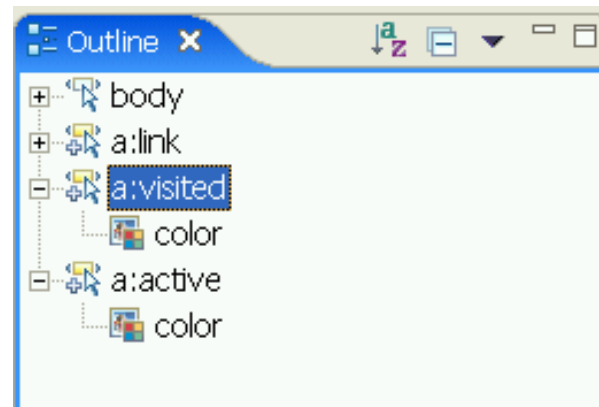 Outline
body
a:link
a:visited
color
a:active
color